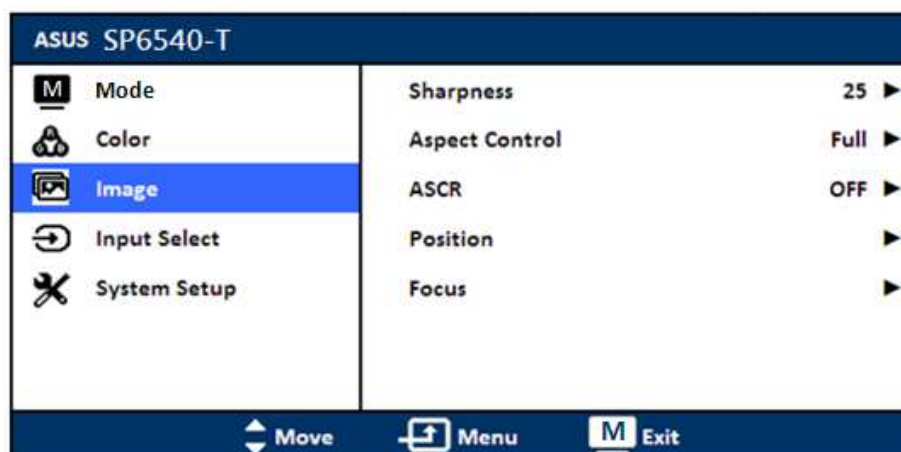 ASUS SP6540-T
M Mode
Color
Image
Input Select
System Setup
Sharpness 25
Aspect Control Full
ASCR OFF
Position
Focus
Move Menu M Exit